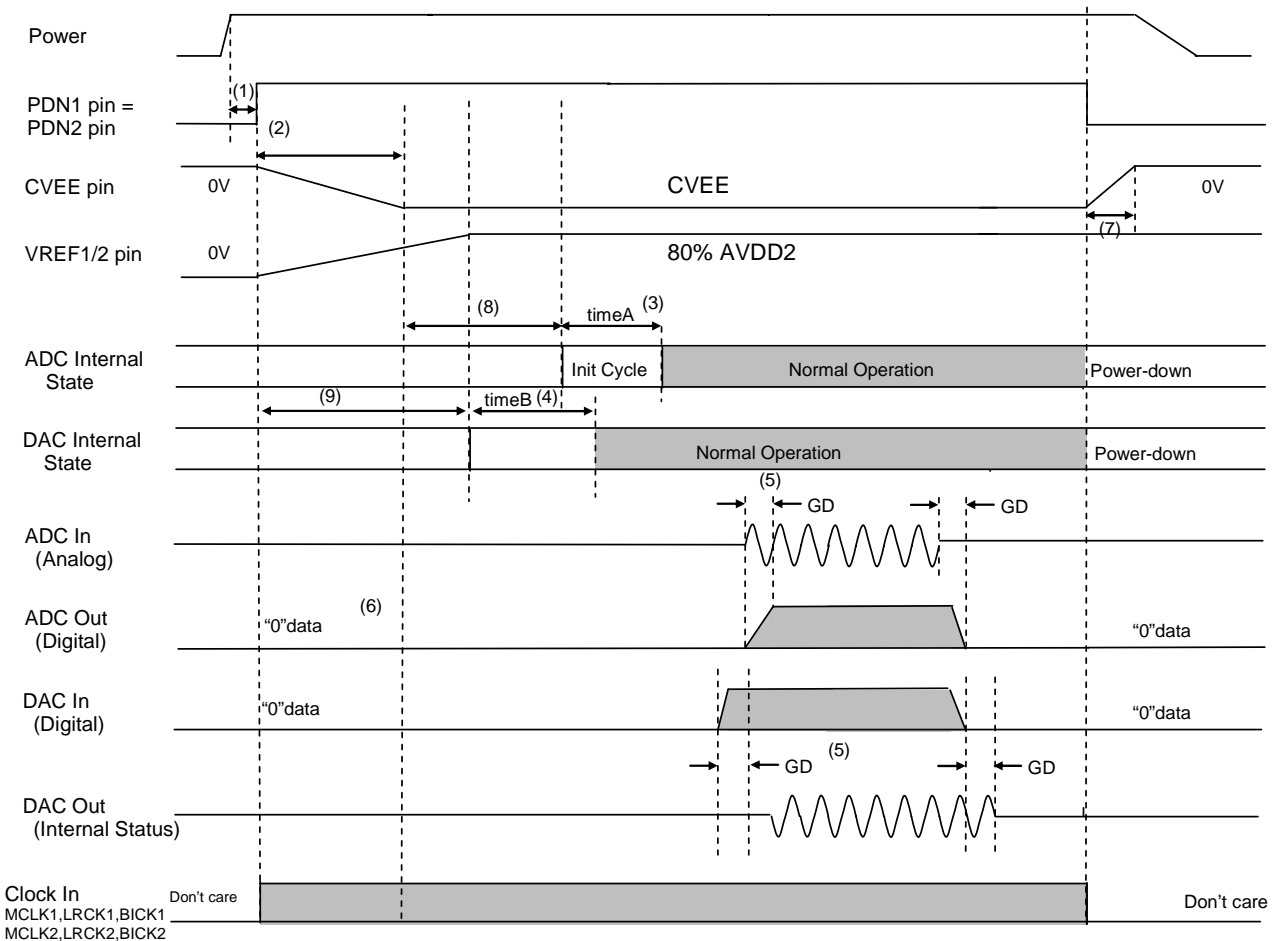 Power
(1)
PDN1 pin =
PDN2 pin
(2)
CVEE pin
0V
CVEE
0V
(7)
VREF1/2 pin
0V
80% AVDD2
(8)
timeA
(3)
ADC Internal
State
Init Cycle
Normal Operation
Power-down
(9)
timeB
(4)
DAC Internal
State
Normal Operation
Power-down
(5)
GD
GD
ADC In
(Analog)
(6)
ADC Out
(Digital)
“0”data
“0”data
DAC In
(Digital)
“0”data
“0”data
(5)
GD
GD
DAC Out
(Internal Status)
Clock In
MCLK1,LRCK1,BICK1
MCLK2,LRCK2,BICK2
Don't care
Don't care